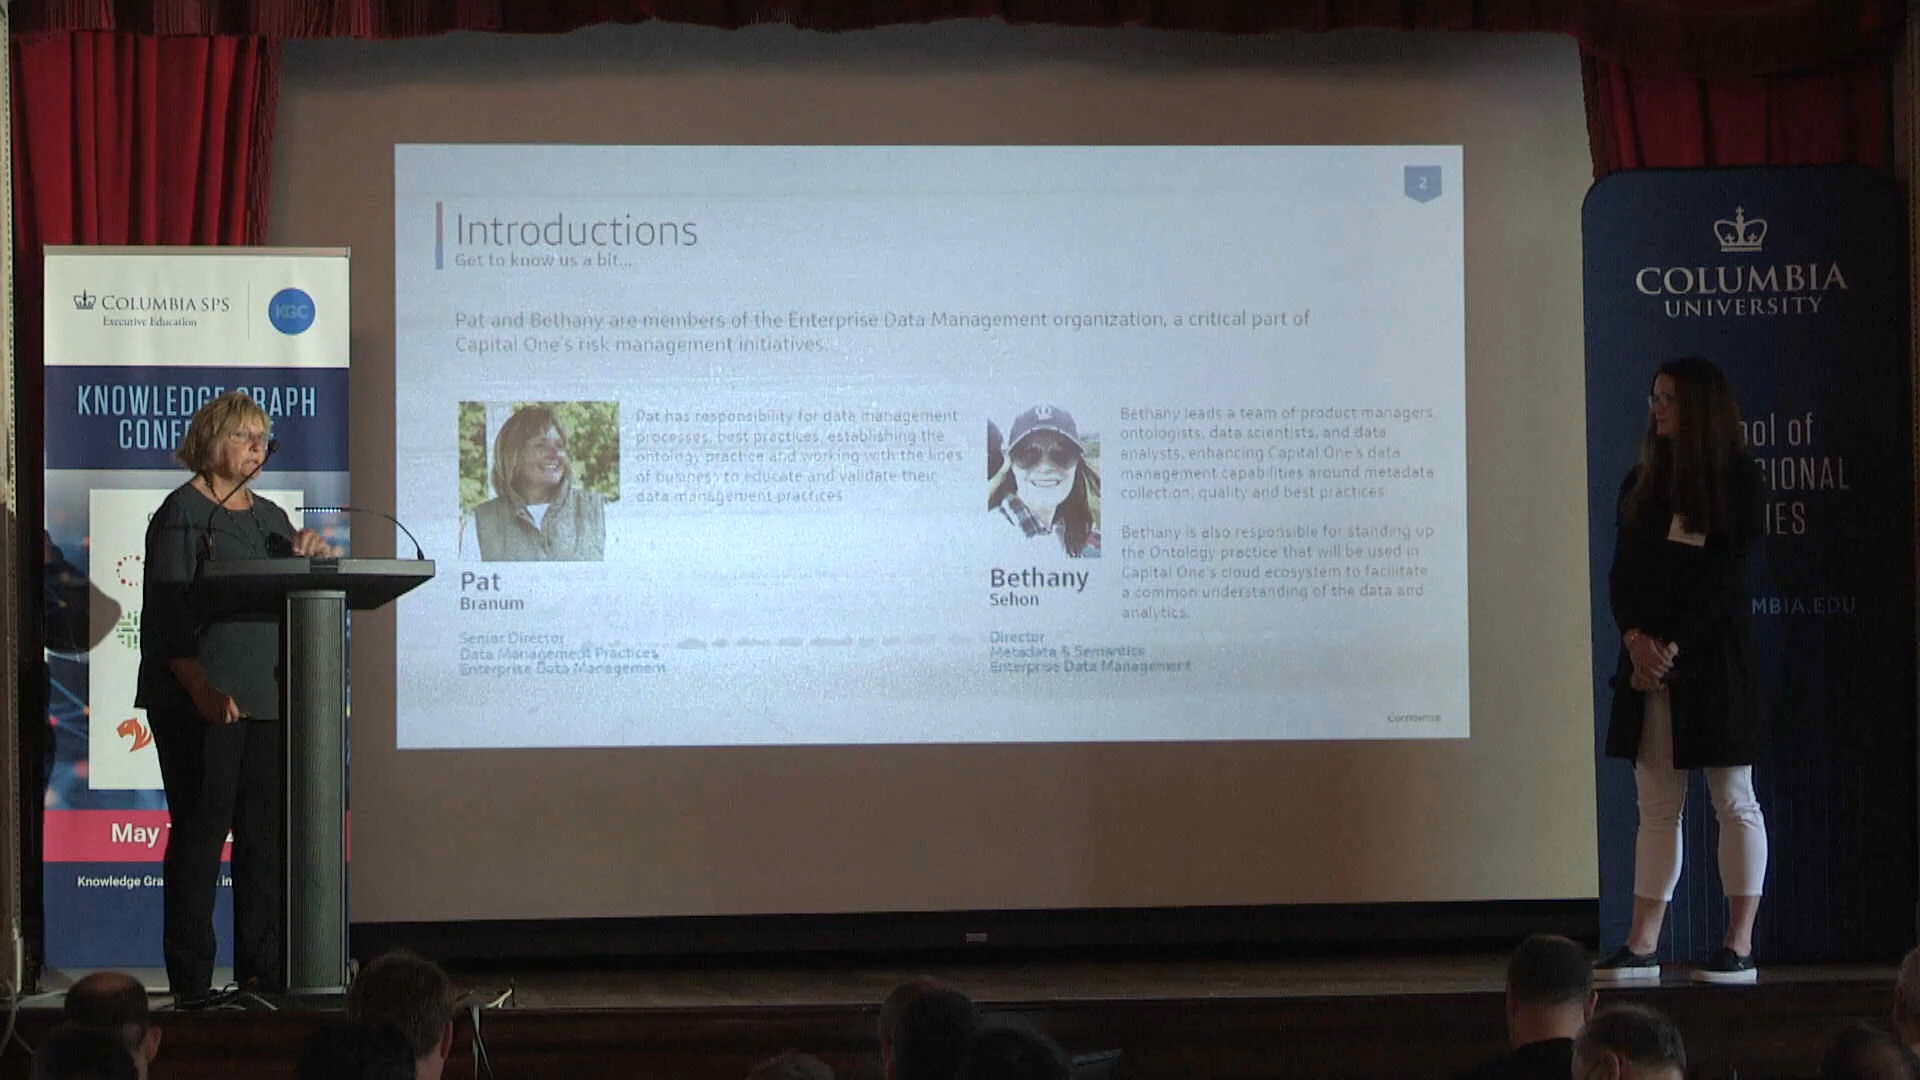 2
Introductions
Get to know us a bit...
Pat and Bethany are members of the Enterprise Data Management organization, a critical part of
Capital One's risk management initiatives.
Pat has responsibility for data management
processes, best practices, establishing the
ontology practice and working with the lines
of business to educate and validate their
data management practices
Pat
Branum
Senior Director
Data Management Practices
Enterprise Data Management
Bethany leads a team of product managers,
ontologists, data scientists, and data
analysts, enhancing Capital One's data
management capabilities around metadata
collection, quality and best practices
Bethany is also responsible for standing up
the Ontology practice that will be used in
Capital One's cloud ecosystem to facilitate
a common understanding of the data and
analytics.
Bethany
Sehon
Director
Metadata & Semantics
Enterprise Data Management
COLUMBIA SPS
Executive Education
KGC
KNOWLEDGE GRAPH
CONF
May
Knowledge Gra
in
COLUMBIA
UNIVERSITY
ool of
SIONAL
IES
MBIA.EDU